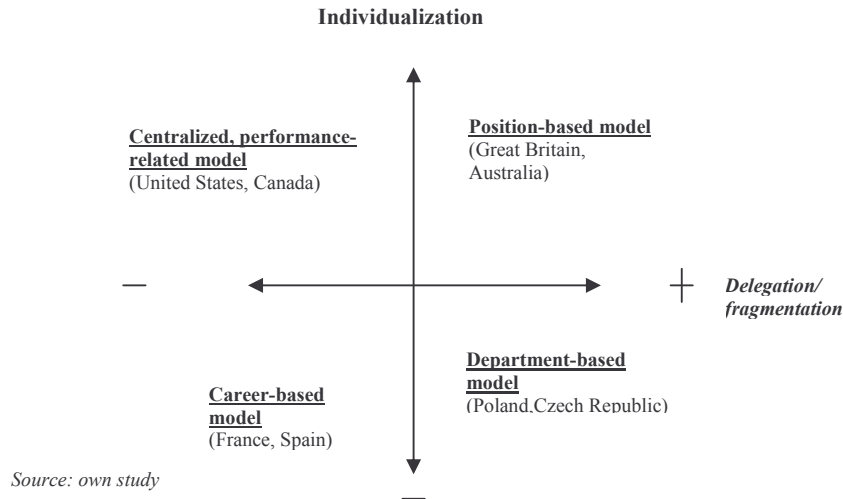 Individualization
Centralized, performance-
related model
(United States, Canada)
Position-based model
(Great Britain,
Australia)
—
+
Delegation/
fragmentation
Career-based
model
(France, Spain)
Department-based
model
(Poland,Czech Republic)
Source: own study
—